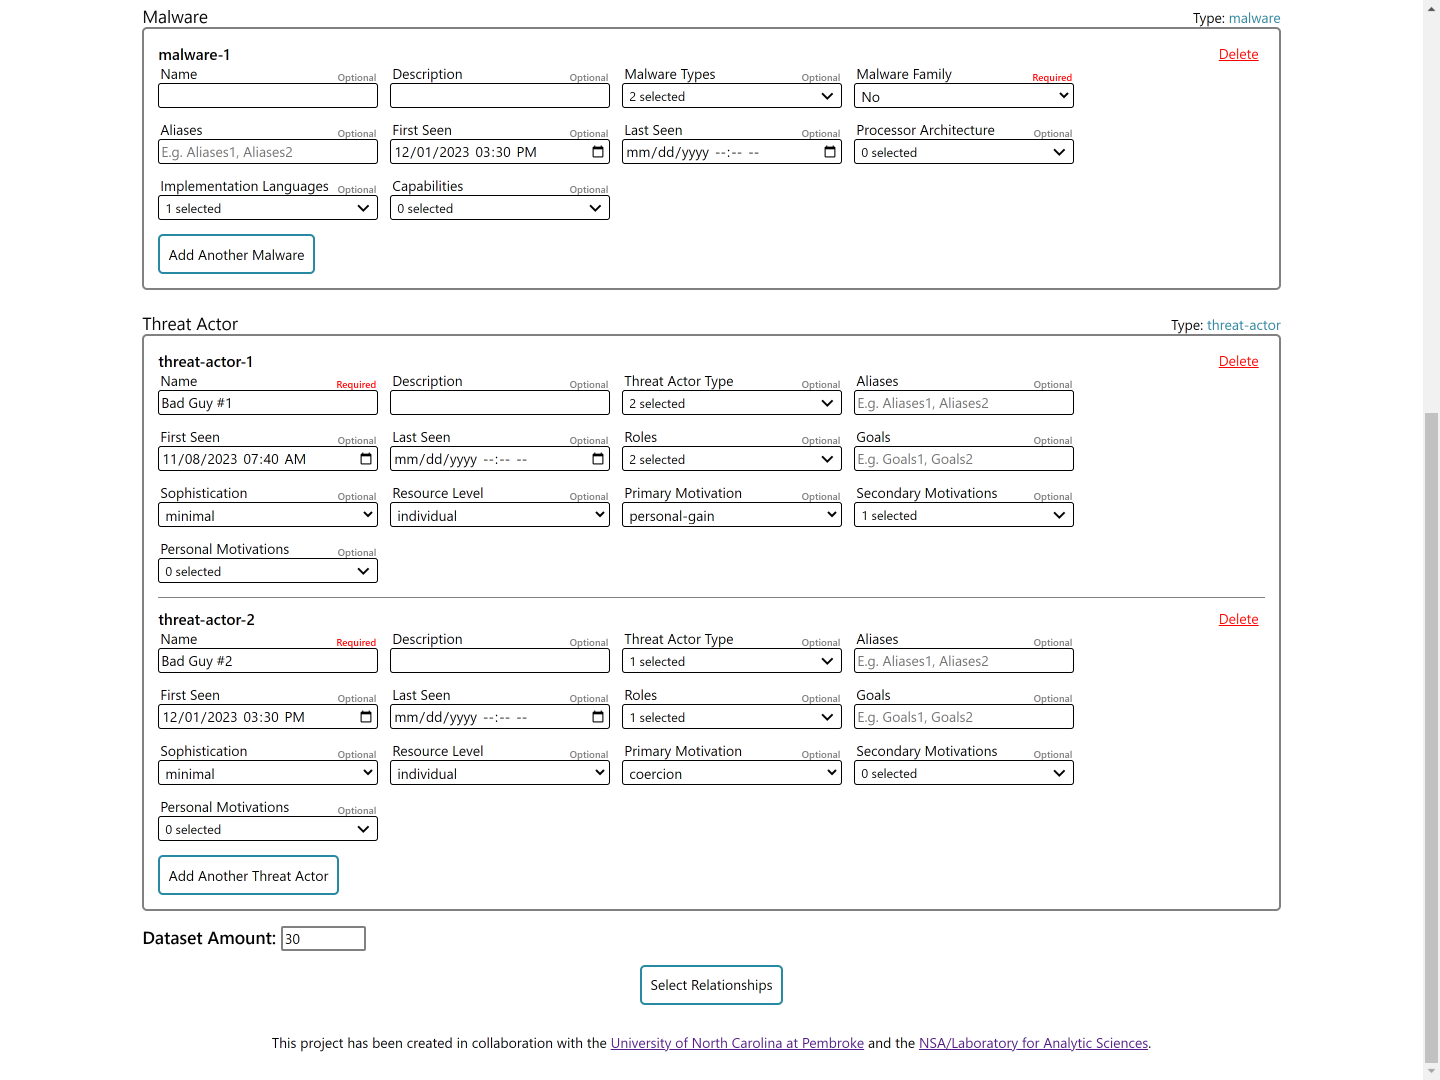 Malware Type: malware
malware-1 Delete
Name Optional Description Optional Malware Types Optional Malware Family Required
2 selected No
Aliases Optional First Seen Optional Last Seen Optional Processor Architecture Optional
E.g. Aliases1, Aliases2 12/01/2023 03:30 PM mm/dd/yyyy --:-- -- 0 selected
Implementation Languages Optional Capabilities Optional
1 selected 0 selected
Add Another Malware
Threat Actor Type: threat-actor
threat-actor-1 Delete
Name Required Description Optional Threat Actor Type Optional Aliases Optional
Bad Guy #1 2 selected E.g. Aliases1, Aliases2
First Seen Optional Last Seen Optional Roles Optional Goals Optional
11/08/2023 07:40 AM mm/dd/yyyy --:-- -- 2 selected E.g. Goals1, Goals2
Sophistication Optional Resource Level Optional Primary Motivation Optional Secondary Motivations Optional
minimal individual personal-gain 1 selected
Personal Motivations Optional
0 selected
threat-actor-2 Delete
Name Required Description Optional Threat Actor Type Optional Aliases Optional
Bad Guy #2 1 selected E.g. Aliases1, Aliases2
First Seen Optional Last Seen Optional Roles Optional Goals Optional
12/01/2023 03:30 PM mm/dd/yyyy --:-- -- 1 selected E.g. Goals1, Goals2
Sophistication Optional Resource Level Optional Primary Motivation Optional Secondary Motivations Optional
minimal individual coercion 0 selected
Personal Motivations Optional
0 selected
Add Another Threat Actor
Dataset Amount: 30
Select Relationships
This project has been created in collaboration with the University of North Carolina at Pembroke and the NSA/Laboratory for Analytic Sciences.